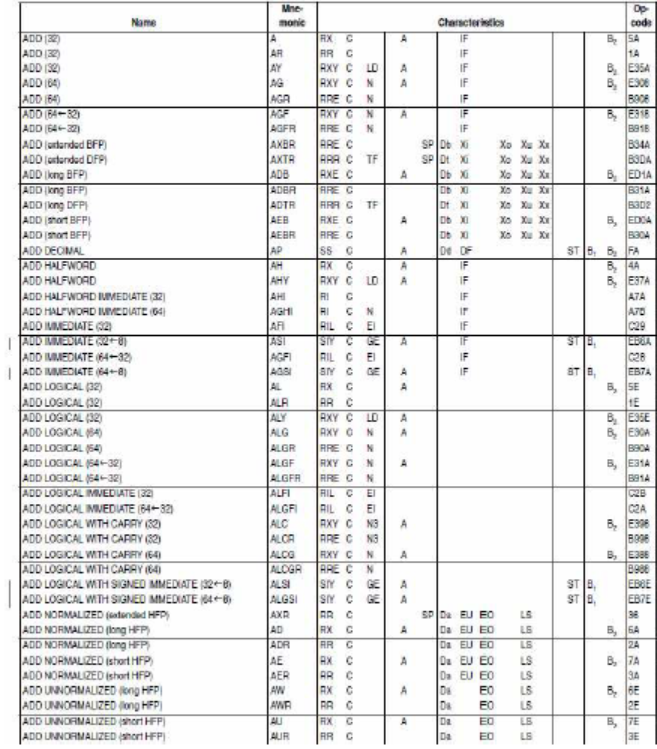 Name Mne-monic Characteristics Op-code
ADD (32) A RX C A IF B₂ 5A
ADD (32) AR RR C IF 1A
ADD (32) AY RXY C LD A IF B₂ E35A
ADD (64) AG RXY C N A IF B₂ E308
ADD (64) AGR RRE C N IF B908
ADD (64←32) AGF RXY C N A IF B₂ E318
ADD (64←32) AGFR RRE C N IF B918
ADD (extended BFP) AXBR RRE C SP Db Xi Xo Xu Xx B34A
ADD (extended DFP) AXTR RRR C TF SP Dt Xi Xo Xu Xx B3DA
ADD (long BFP) ADB RXE C A Db Xi Xo Xu Xx B₂ ED1A
ADD (long BFP) ADBR RRE C Db Xi Xo Xu Xx B31A
ADD (long DFP) ADTR RRR C TF Dt Xi Xo Xu Xx B3D2
ADD (short BFP) AEB RXE C A Db Xi Xo Xu Xx B₂ ED0A
ADD (short BFP) AEBR RRE C Db Xi Xo Xu Xx B30A
ADD DECIMAL AP SS C A Dd DF ST B₁ B₂ FA
ADD HALFWORD AH RX C A IF B₂ 4A
ADD HALFWORD AHY RXY C LD A IF B₂ E37A
ADD HALFWORD IMMEDIATE (32) AHI RI C IF A7A
ADD HALFWORD IMMEDIATE (64) AGHI RI C N IF A7B
ADD IMMEDIATE (32) AFI RIL C EI IF C29
ADD IMMEDIATE (32←8) ASI SIY C GE A IF ST B₁ EB6A
ADD IMMEDIATE (64←32) AGFI RIL C EI IF C28
ADD IMMEDIATE (64←8) AGSI SIY C GE A IF ST B₁ EB7A
ADD LOGICAL (32) AL RX C A B₂ 5E
ADD LOGICAL (32) ALR RR C 1E
ADD LOGICAL (32) ALY RXY C LD A B₂ E35E
ADD LOGICAL (64) ALG RXY C N A B₂ E30A
ADD LOGICAL (64) ALGR RRE C N B90A
ADD LOGICAL (64←32) ALGF RXY C N A B₂ E31A
ADD LOGICAL (64←32) ALGFR RRE C N B91A
ADD LOGICAL IMMEDIATE (32) ALFI RIL C EI C2B
ADD LOGICAL IMMEDIATE (64←32) ALGFI RIL C EI C2A
ADD LOGICAL WITH CARRY (32) ALC RXY C N3 A B₂ E398
ADD LOGICAL WITH CARRY (32) ALCR RRE C N3 B998
ADD LOGICAL WITH CARRY (64) ALCG RXY C N A B₂ E388
ADD LOGICAL WITH CARRY (64) ALCGR RRE C N B988
ADD LOGICAL WITH SIGNED IMMEDIATE (32←8) ALSI SIY C GE A ST B₁ EB6E
ADD LOGICAL WITH SIGNED IMMEDIATE (64←8) ALGSI SIY C GE A ST B₁ EB7E
ADD NORMALIZED (extended HFP) AXR RR C SP Da EU EO LS 36
ADD NORMALIZED (long HFP) AD RX C A Da EU EO LS B₂ 6A
ADD NORMALIZED (long HFP) ADR RR C Da EU EO LS 2A
ADD NORMALIZED (short HFP) AE RX C A Da EU EO LS B₂ 7A
ADD NORMALIZED (short HFP) AER RR C Da EU EO LS 3A
ADD UNNORMALIZED (long HFP) AW RX C A Da EO LS B₂ 6E
ADD UNNORMALIZED (long HFP) AWR RR C Da EO LS 2E
ADD UNNORMALIZED (short HFP) AU RX C A Da EO LS B₂ 7E
ADD UNNORMALIZED (short HFP) AUR RR C Da EO LS 3E